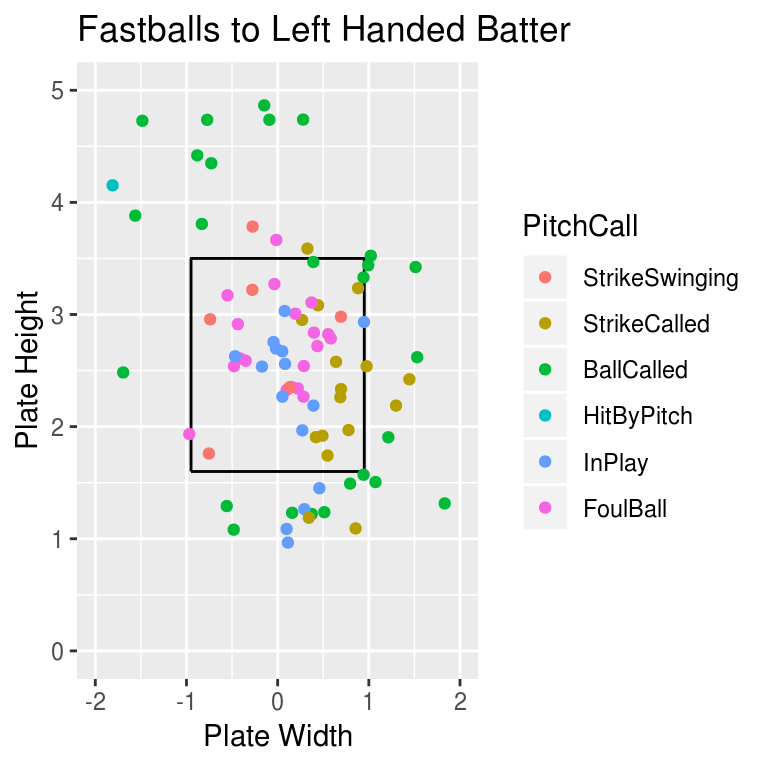 Fastballs to Left Handed Batter
5
4
3
2
1
0
-2 -1 0 1 2
Plate Height
Plate Width
PitchCall
StrikeSwinging
StrikeCalled
BallCalled
HitByPitch
InPlay
FoulBall